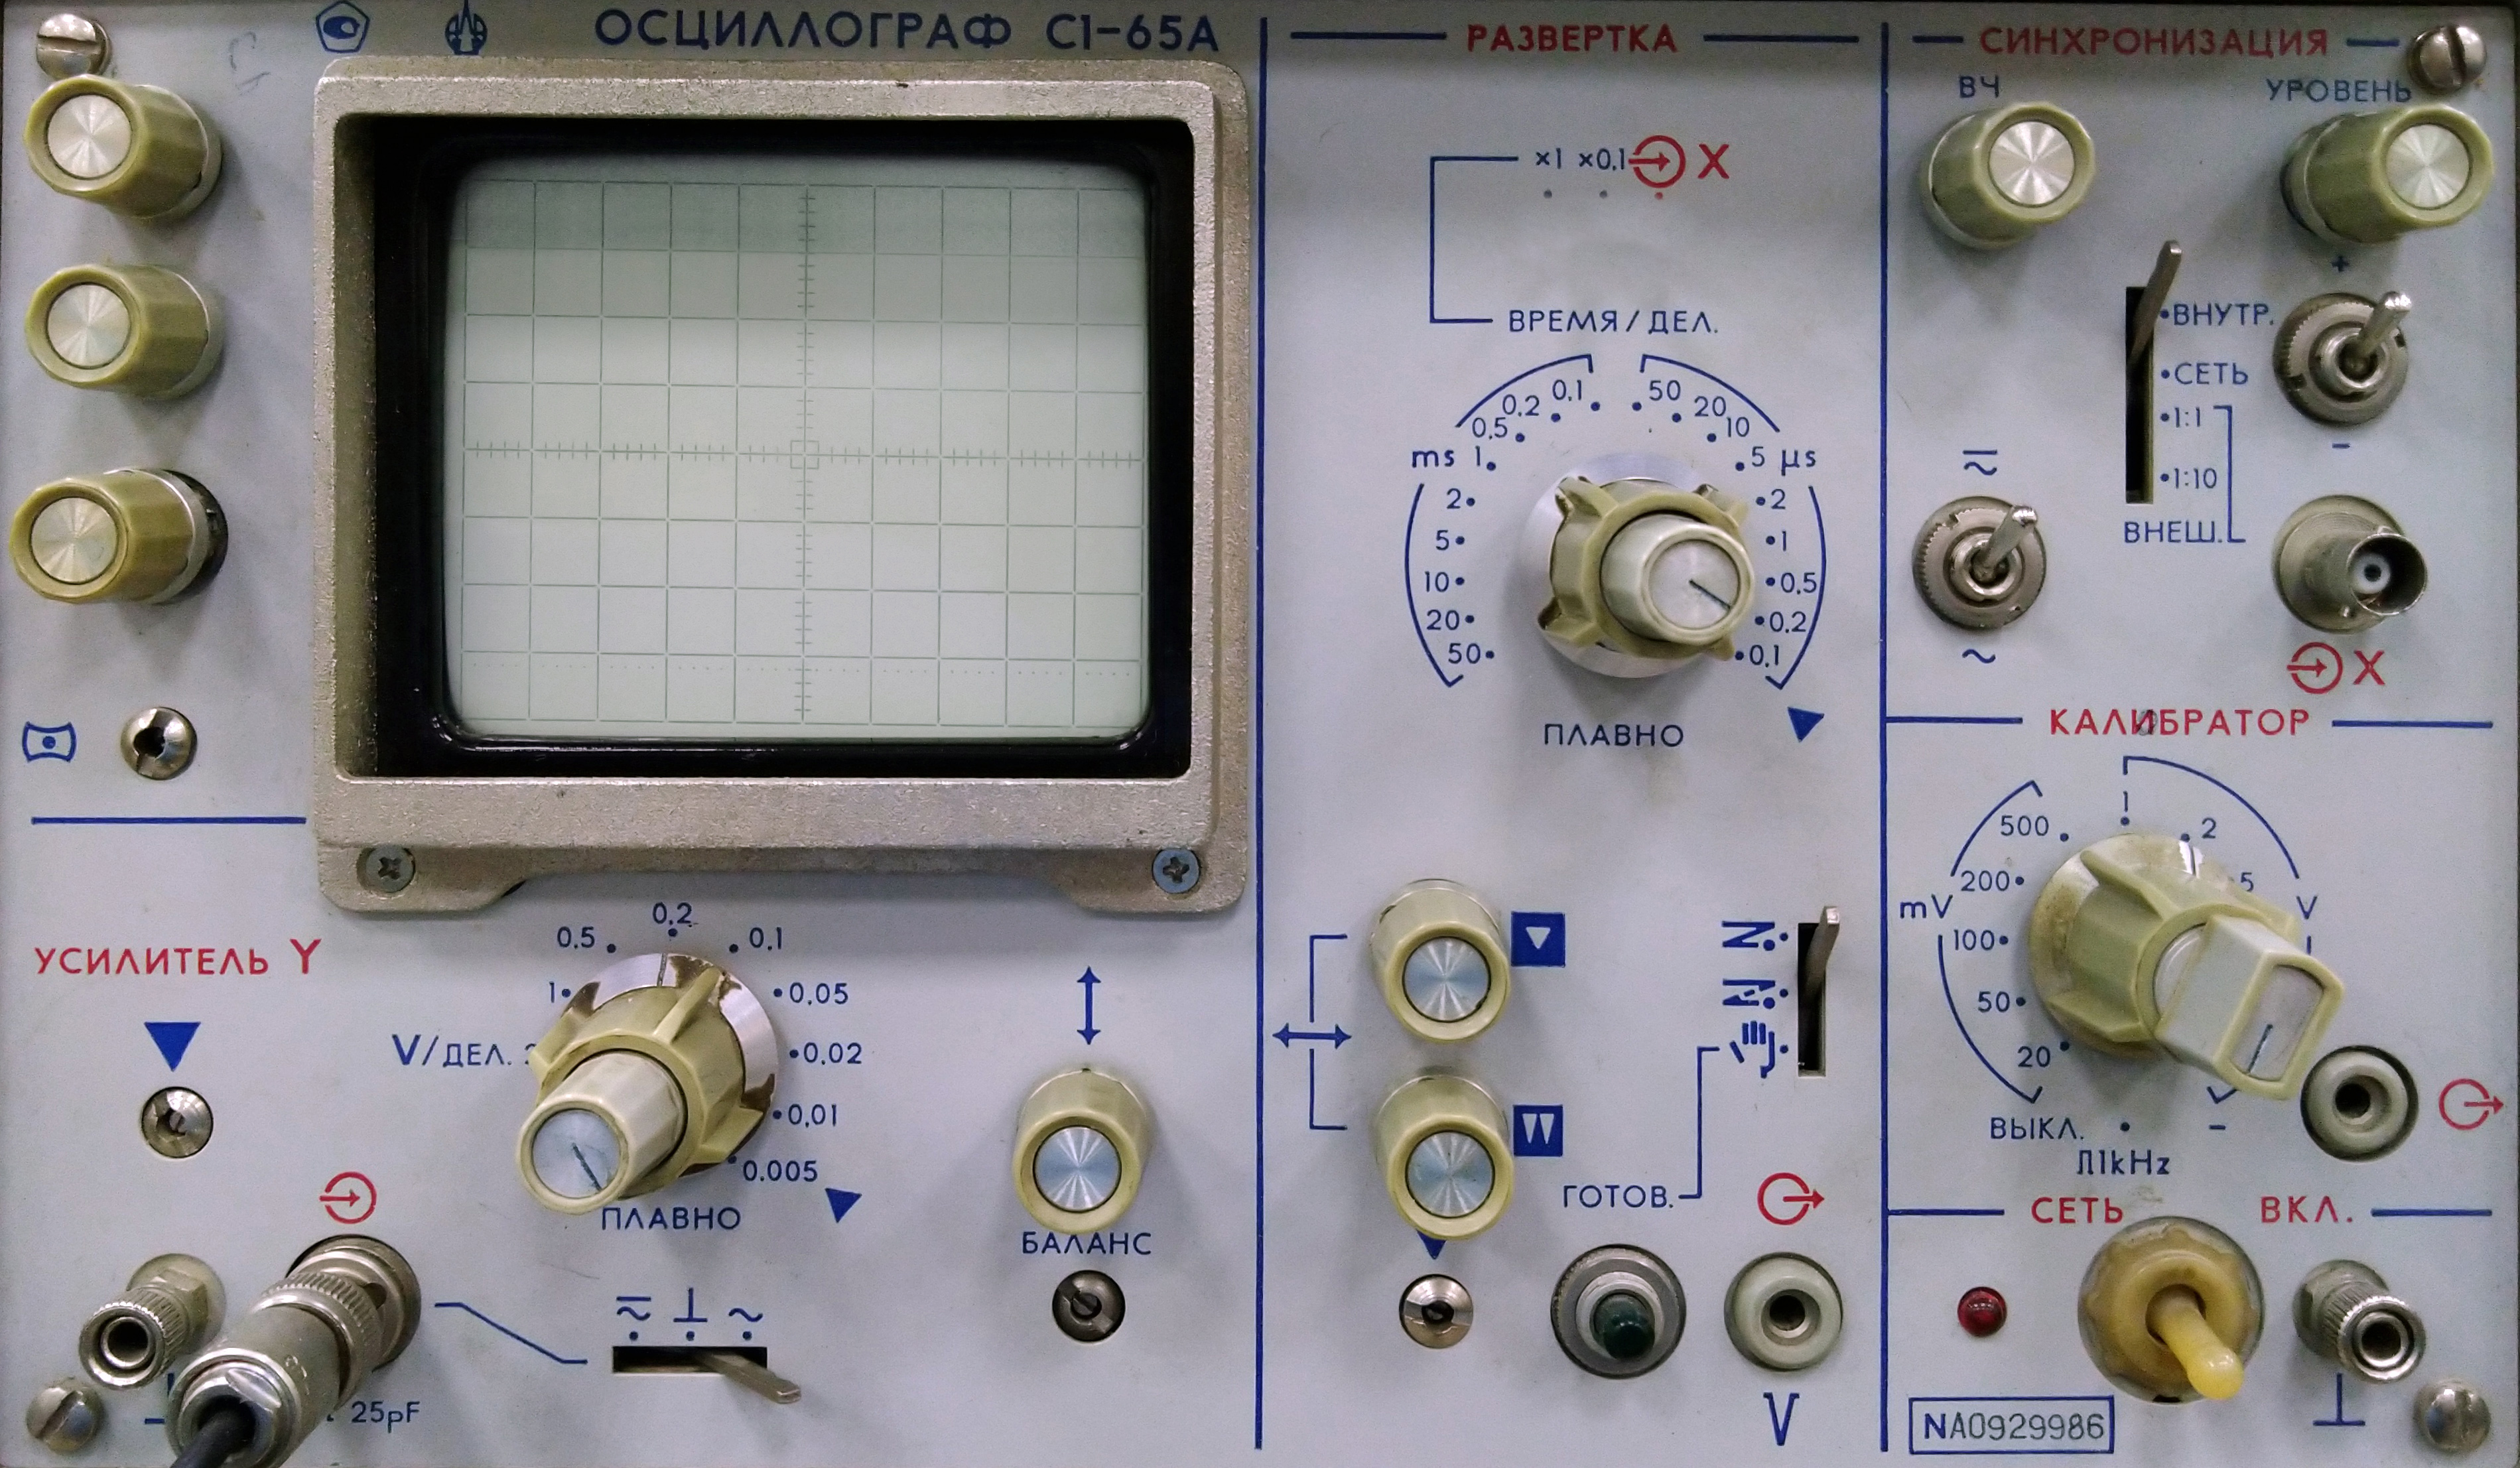 ОСЦИЛЛОГРАФ С1-65А
РАЗВЕРТКА
СИНХРОНИЗАЦИЯ
ВЧ
УРОВЕНЬ
×1 ×0,1 X
ВРЕМЯ/ДЕЛ.
+
•ВНУТР.
•СЕТЬ
•1:1
•1:10
ВНЕШ.
−
0,1
0,2
0,5
ms 1
2
5
10
20
50
50
20
10
5 µs
2
1
0,5
0,2
0,1
ПЛАВНО
≂
~
X
КАЛИБРАТОР
1
2
5
V
500
200
mV
100
50
20
ВЫКЛ.
−
⎍1kHz
УСИЛИТЕЛЬ Y
V/ДЕЛ.
1
0,5
0,2
0,1
0,05
0,02
0,01
0.005
ПЛАВНО
БАЛАНС
≂ ⊥ ~
25pF
ГОТОВ.
V
СЕТЬ
ВКЛ.
⊥
NA0929986